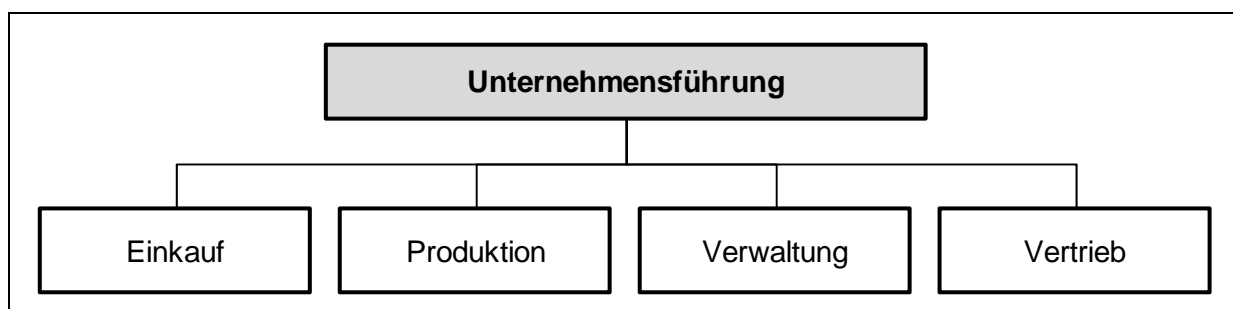 Unternehmensführung
Einkauf
Produktion
Verwaltung
Vertrieb